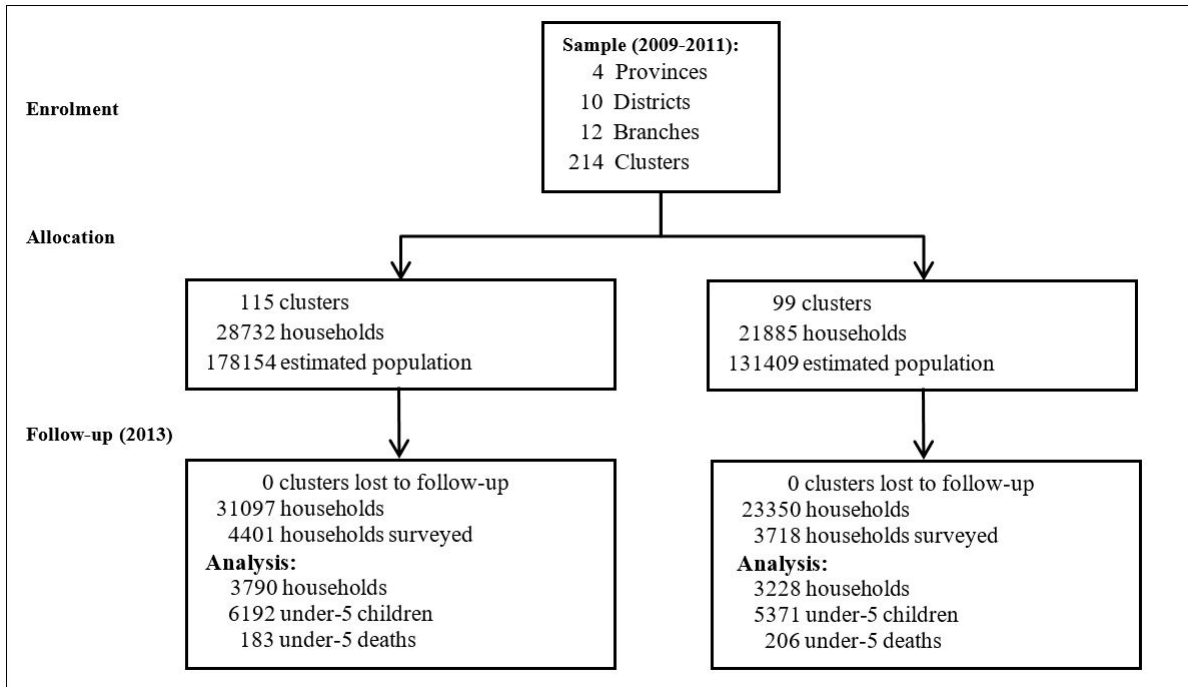 Sample (2009-2011):
4 Provinces
10 Districts
12 Branches
214 Clusters
Enrolment
Allocation
115 clusters
28732 households
178154 estimated population
99 clusters
21885 households
131409 estimated population
Follow-up (2013)
0 clusters lost to follow-up
31097 households
4401 households surveyed
Analysis:
3790 households
6192 under-5 children
183 under-5 deaths
0 clusters lost to follow-up
23350 households
3718 households surveyed
Analysis:
3228 households
5371 under-5 children
206 under-5 deaths